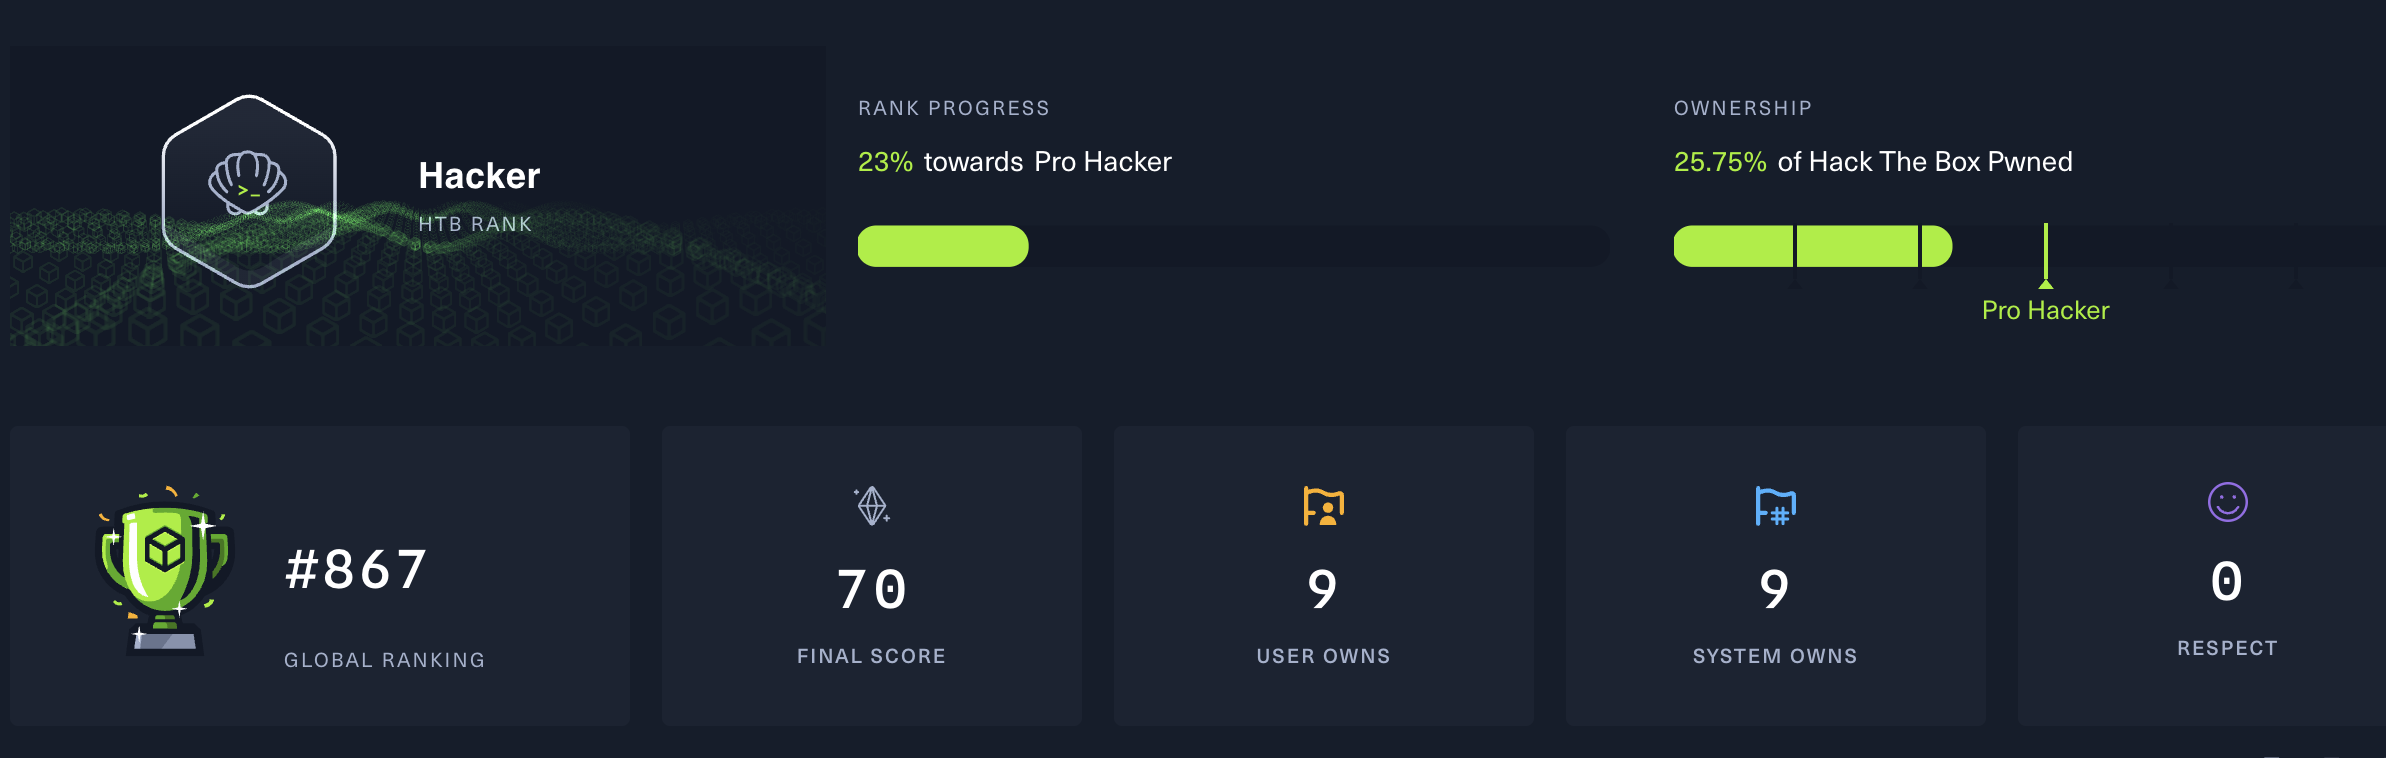 Hacker
HTB RANK
RANK PROGRESS
23% towards Pro Hacker
OWNERSHIP
25.75% of Hack The Box Pwned
Pro Hacker
#867
GLOBAL RANKING
70
FINAL SCORE
9
USER OWNS
9
SYSTEM OWNS
0
RESPECT